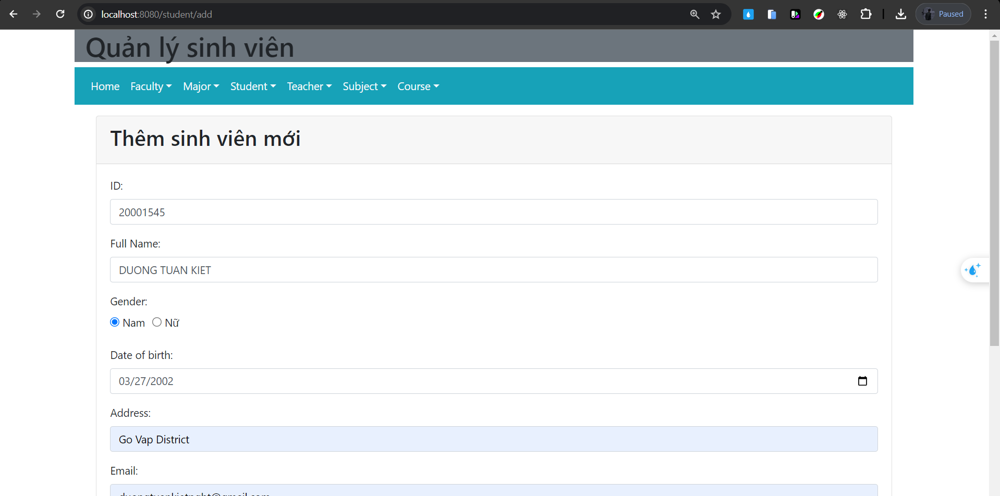 localhost:8080/student/add
Paused
Quản lý sinh viên
Home Faculty Major Student Teacher Subject Course
Thêm sinh viên mới
ID:
20001545
Full Name:
DUONG TUAN KIET
Gender:
Nam Nữ
Date of birth:
03/27/2002
Address:
Go Vap District
Email: